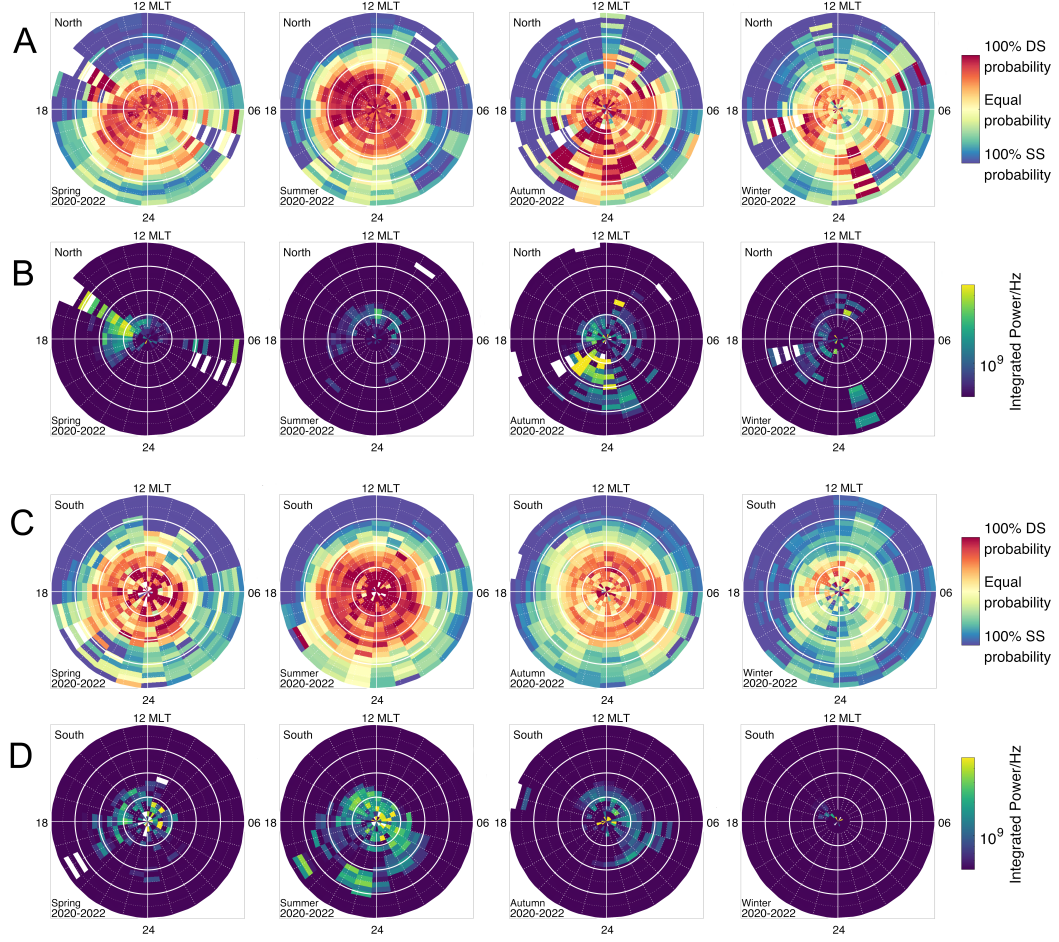 A
12 MLT
North
18
06
Spring
2020-2022
24
12 MLT
North
18
06
Summer
2020-2022
24
12 MLT
North
18
06
Autumn
2020-2022
24
12 MLT
North
18
06
Winter
2020-2022
24
100% DS
probability
Equal
probability
100% SS
probability
B
12 MLT
North
18
06
Spring
2020-2022
24
12 MLT
North
18
06
Summer
2020-2022
24
12 MLT
North
18
06
Autumn
2020-2022
24
12 MLT
North
18
06
Winter
2020-2022
24
10⁹
Integrated Power/Hz
C
12 MLT
South
18
06
Spring
2020-2022
24
12 MLT
South
18
06
Summer
2020-2022
24
12 MLT
South
18
06
Autumn
2020-2022
24
12 MLT
South
18
06
Winter
2020-2022
24
100% DS
probability
Equal
probability
100% SS
probability
D
12 MLT
South
18
06
Spring
2020-2022
24
12 MLT
South
18
06
Summer
2020-2022
24
12 MLT
South
18
06
Autumn
2020-2022
24
12 MLT
South
18
06
Winter
2020-2022
24
10⁹
Integrated Power/Hz